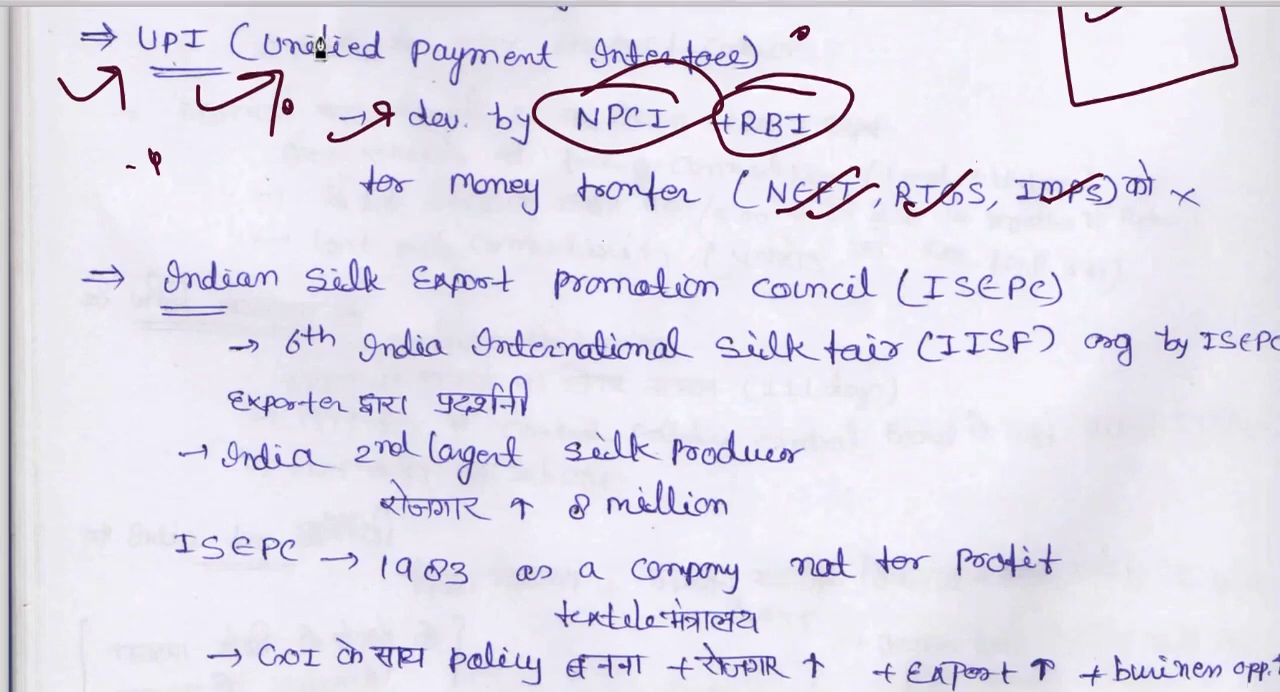 ⇒ UPI (Unified Payment Interface)
→ dev. by NPCI + RBI
for money tronfer (NEFT, RTGS, IMPS) को ×
⇒ Indian Silk Export Promotion Council (ISEPC)
→ 6th India International Silk fair (IISF) org by ISEPC
Exporter द्वारा प्रदर्शनी
→ India 2nd largest silk Producer
रोजगार ↑ 8 million
ISEPC → 1983 as a company not for Profit
textile मंत्रालय
→ GOI के साथ Policy बनना + रोजगार ↑ + Export ↑ + business opp. ↑